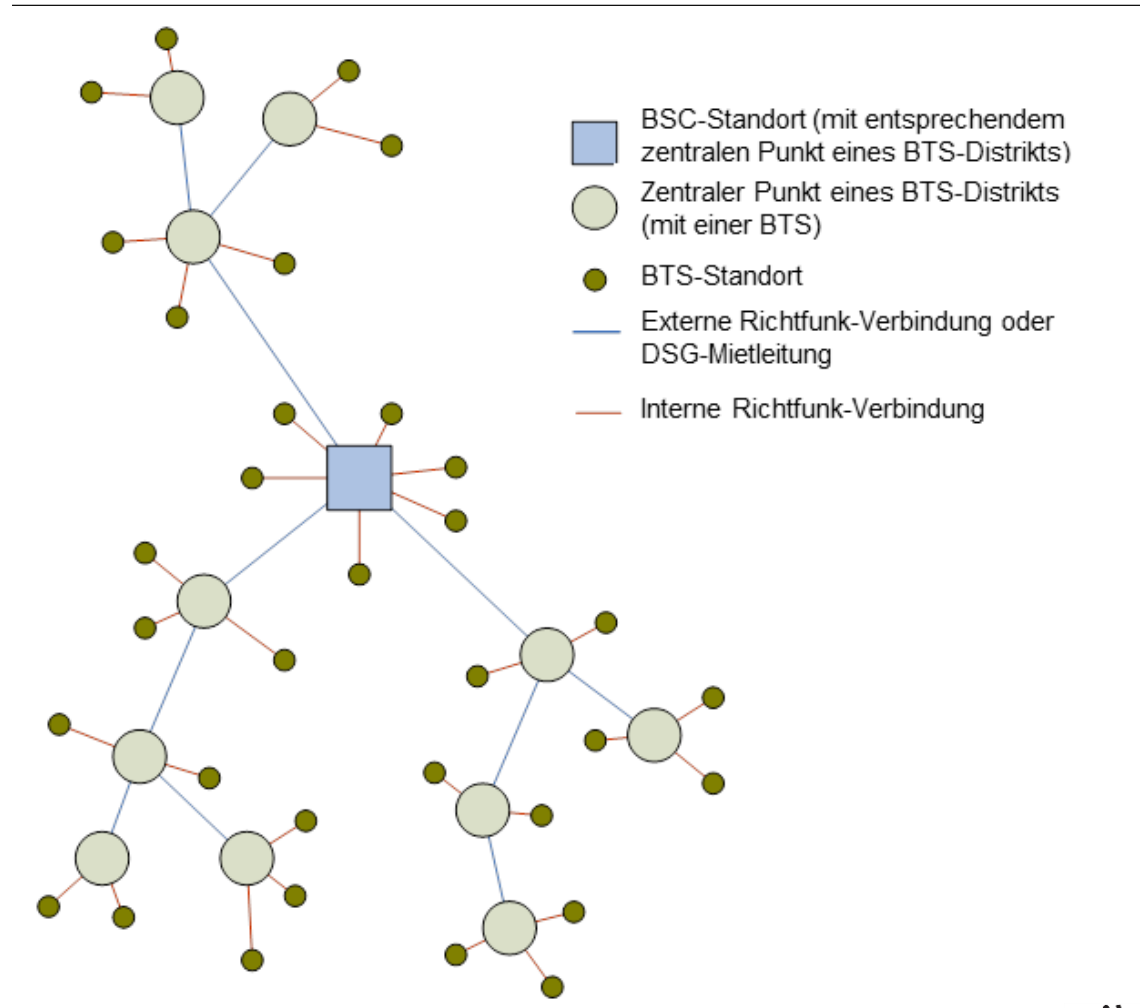 BSC-Standort (mit entsprechendem
zentralen Punkt eines BTS-Distrikts)
Zentraler Punkt eines BTS-Distrikts
(mit einer BTS)
BTS-Standort
Externe Richtfunk-Verbindung oder
DSG-Mietleitung
Interne Richtfunk-Verbindung